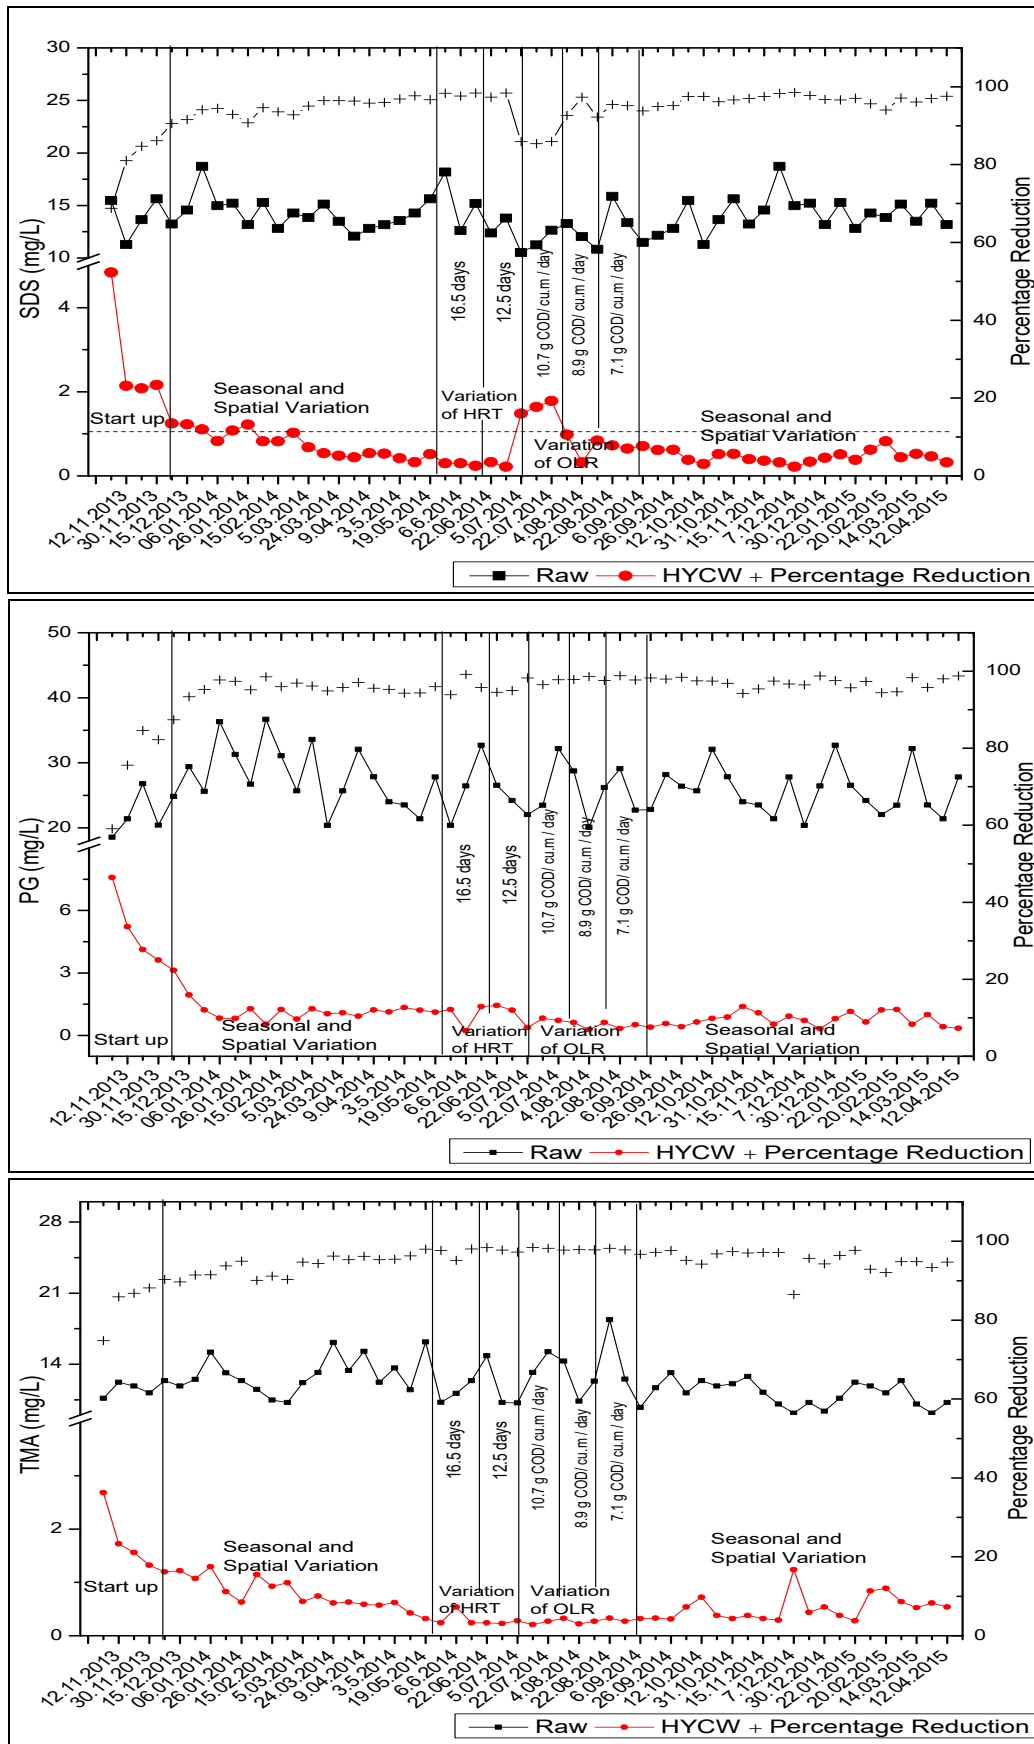 30
25
20
15
10
4
2
0
SDS (mg/L)
100
80
60
40
20
0
Percentage Reduction
Start up
Seasonal and
Spatial Variation
Variation
of HRT
16.5 days
12.5 days
10.7 g COD/ cu.m / day
8.9 g COD/ cu.m / day
7.1 g COD/ cu.m / day
Variation
of OLR
Seasonal and
Spatial Variation
12.11.2013
30.11.2013
15.12.2013
06.01.2014
26.01.2014
15.02.2014
5.03.2014
24.03.2014
9.04.2014
3.5.2014
19.05.2014
6.6.2014
22.06.2014
5.07.2014
22.07.2014
4.08.2014
22.08.2014
6.09.2014
26.09.2014
12.10.2014
31.10.2014
15.11.2014
7.12.2014
30.12.2014
22.01.2015
20.02.2015
14.03.2015
12.04.2015
Raw HYCW + Percentage Reduction
50
40
30
20
6
3
0
PG (mg/L)
100
80
60
40
20
0
Percentage Reduction
Start up
Seasonal and
Spatial Variation
Variation
of HRT
16.5 days
12.5 days
10.7 g COD/ cu.m / day
8.9 g COD/ cu.m / day
7.1 g COD/ cu.m / day
Variation
of OLR
Seasonal and
Spatial Variation
12.11.2013
30.11.2013
15.12.2013
06.01.2014
26.01.2014
15.02.2014
5.03.2014
24.03.2014
9.04.2014
3.5.2014
19.05.2014
6.6.2014
22.06.2014
5.07.2014
22.07.2014
4.08.2014
22.08.2014
6.09.2014
26.09.2014
12.10.2014
31.10.2014
15.11.2014
7.12.2014
30.12.2014
22.01.2015
20.02.2015
14.03.2015
12.04.2015
Raw HYCW + Percentage Reduction
28
21
14
2
0
TMA (mg/L)
100
80
60
40
20
0
Percentage Reduction
Start up
Seasonal and
Spatial Variation
Variation
of HRT
16.5 days
12.5 days
10.7 g COD/ cu.m / day
8.9 g COD/ cu.m / day
7.1 g COD/ cu.m / day
Variation
of OLR
Seasonal and
Spatial Variation
12.11.2013
30.11.2013
15.12.2013
06.01.2014
26.01.2014
15.02.2014
5.03.2014
24.03.2014
9.04.2014
3.5.2014
19.05.2014
6.6.2014
22.06.2014
5.07.2014
22.07.2014
4.08.2014
22.08.2014
6.09.2014
26.09.2014
12.10.2014
31.10.2014
15.11.2014
7.12.2014
30.12.2014
22.01.2015
20.02.2015
14.03.2015
12.04.2015
Raw HYCW + Percentage Reduction